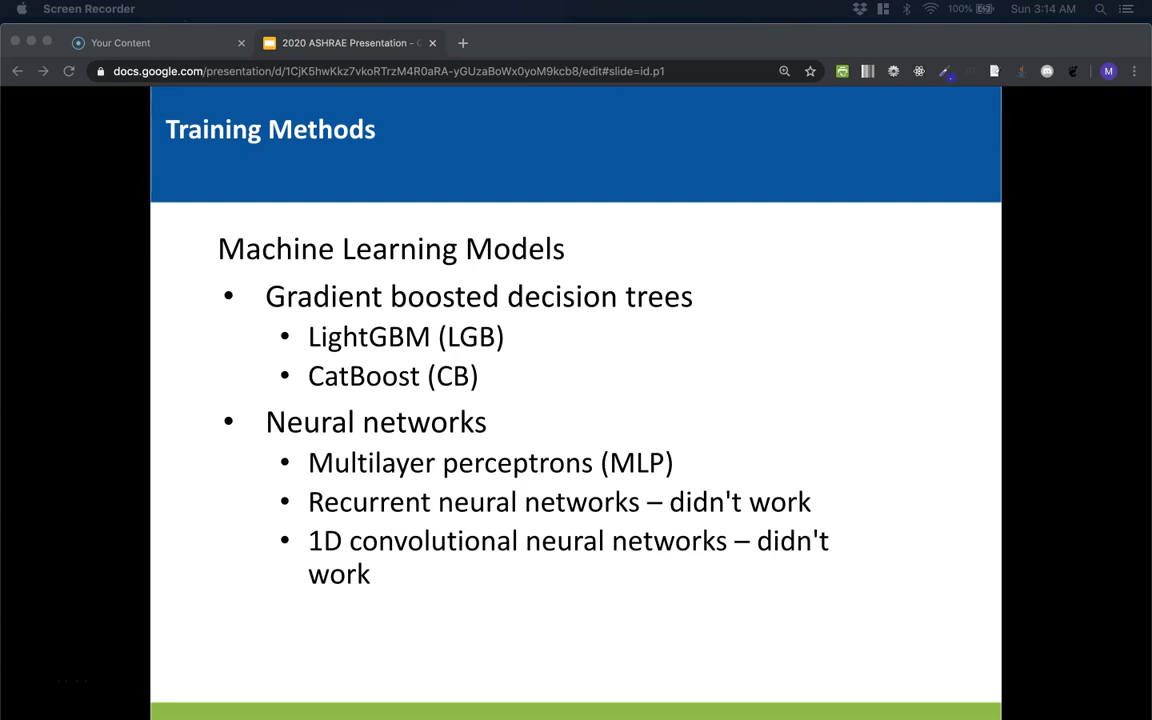 Screen Recorder
100%
Sun 3:14 AM
Your Content
2020 ASHRAE Presentation -
docs.google.com/presentation/d/1CjK5hwKkz7vkoRTrzM4R0aRA-yGUzaBoWx0yoM9kcb8/edit#slide=id.p1
M
Training Methods
Machine Learning Models
• Gradient boosted decision trees
• LightGBM (LGB)
• CatBoost (CB)
• Neural networks
• Multilayer perceptrons (MLP)
• Recurrent neural networks – didn't work
• 1D convolutional neural networks – didn't
work